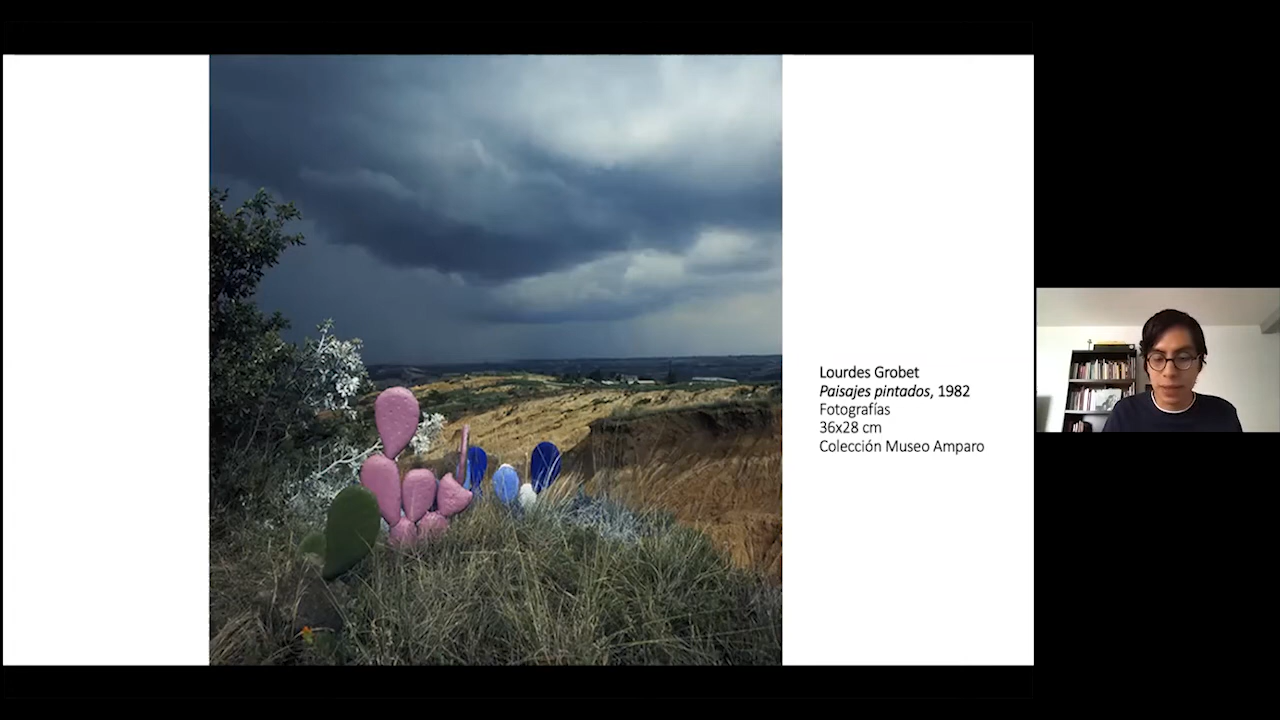 Lourdes Grobet
Paisajes pintados, 1982
Fotografías
36x28 cm
Colección Museo Amparo